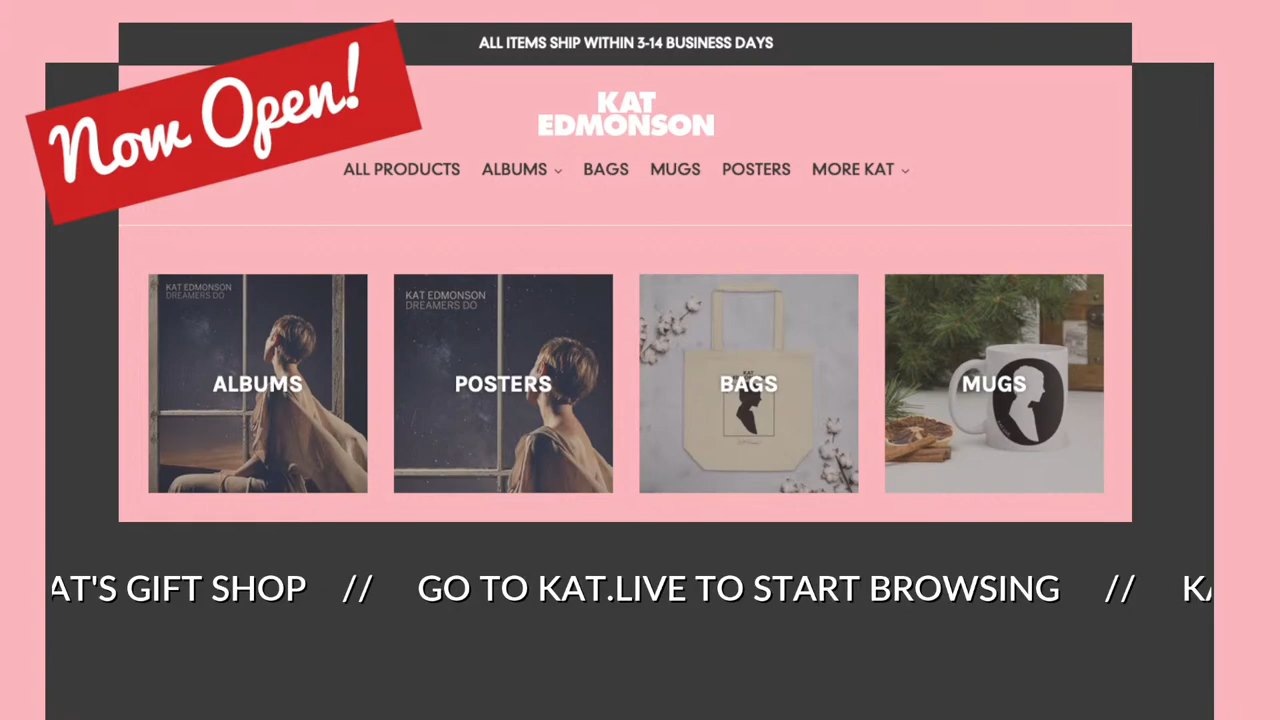 Now Open!
ALL ITEMS SHIP WITHIN 3-14 BUSINESS DAYS
KAT
EDMONSON
ALL PRODUCTS ALBUMS BAGS MUGS POSTERS MORE KAT
KAT EDMONSON
DREAMERS DO
ALBUMS
KAT EDMONSON
DREAMERS DO
POSTERS
KAT
BAGS
MUGS
AT'S GIFT SHOP // GO TO KAT.LIVE TO START BROWSING // KA